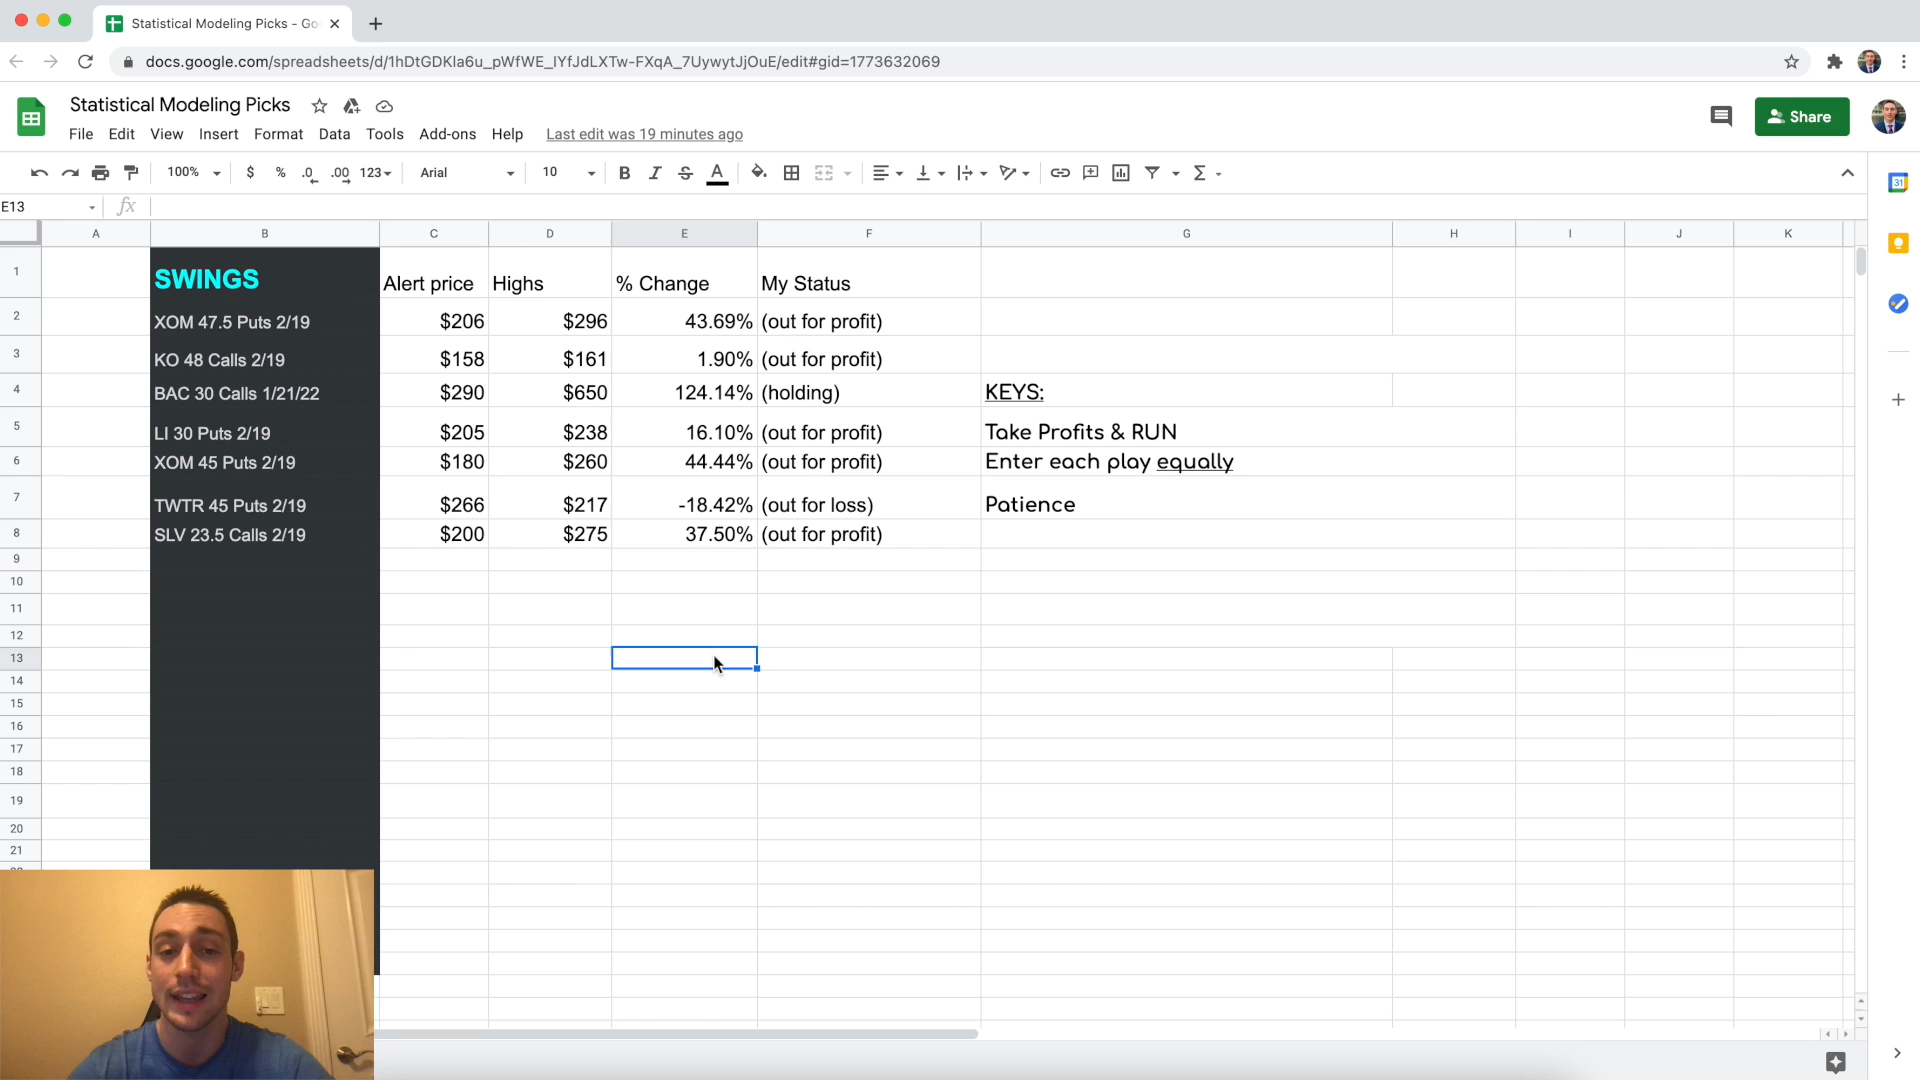 Statistical Modeling Picks - Go
docs.google.com/spreadsheets/d/1hDtGDKla6u_pWfWE_IYfJdLXTw-FXqA_7UywytJjOuE/edit#gid=1773632069
Statistical Modeling Picks
Share
File Edit View Insert Format Data Tools Add-ons Help Last edit was 19 minutes ago
100% $ % .0 .00 123 Arial 10 B I S A
31
E13 fx
A B C D E F G H I J K
1 SWINGS Alert price Highs % Change My Status
2 XOM 47.5 Puts 2/19 $206 $296 43.69% (out for profit)
3 KO 48 Calls 2/19 $158 $161 1.90% (out for profit)
4 BAC 30 Calls 1/21/22 $290 $650 124.14% (holding) KEYS:
5 LI 30 Puts 2/19 $205 $238 16.10% (out for profit) Take Profits & RUN
6 XOM 45 Puts 2/19 $180 $260 44.44% (out for profit) Enter each play equally
7 TWTR 45 Puts 2/19 $266 $217 -18.42% (out for loss) Patience
8 SLV 23.5 Calls 2/19 $200 $275 37.50% (out for profit)
9
10
11
12
13
14
15
16
17
18
19
20
21